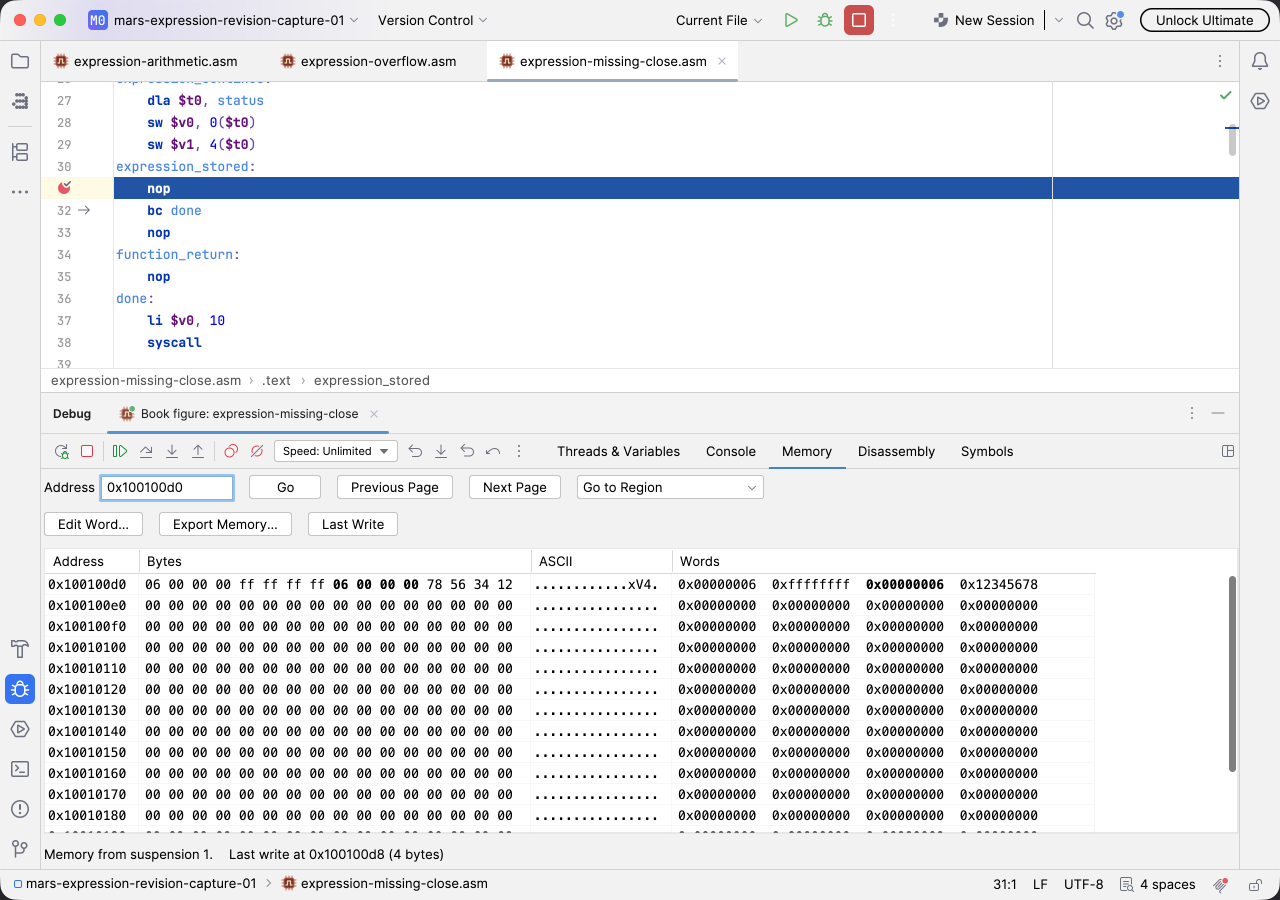 M0 mars-expression-revision-capture-01 Version Control Current File New Session Unlock Ultimate
expression-arithmetic.asm expression-overflow.asm expression-missing-close.asm
27 dla $t0, status
28 sw $v0, 0($t0)
29 sw $v1, 4($t0)
30 expression_stored:
nop
32 bc done
33 nop
34 function_return:
35 nop
36 done:
37 li $v0, 10
38 syscall
39
expression-missing-close.asm › .text › expression_stored
Debug Book figure: expression-missing-close
Speed: Unlimited Threads & Variables Console Memory Disassembly Symbols
Address 0x100100d0 Go Previous Page Next Page Go to Region
Edit Word... Export Memory... Last Write
Address Bytes ASCII Words
0x100100d0 06 00 00 00 ff ff ff ff 06 00 00 00 78 56 34 12 ............xV4. 0x00000006 0xffffffff 0x00000006 0x12345678
0x100100e0 00 00 00 00 00 00 00 00 00 00 00 00 00 00 00 00 ................ 0x00000000 0x00000000 0x00000000 0x00000000
0x100100f0 00 00 00 00 00 00 00 00 00 00 00 00 00 00 00 00 ................ 0x00000000 0x00000000 0x00000000 0x00000000
0x10010100 00 00 00 00 00 00 00 00 00 00 00 00 00 00 00 00 ................ 0x00000000 0x00000000 0x00000000 0x00000000
0x10010110 00 00 00 00 00 00 00 00 00 00 00 00 00 00 00 00 ................ 0x00000000 0x00000000 0x00000000 0x00000000
0x10010120 00 00 00 00 00 00 00 00 00 00 00 00 00 00 00 00 ................ 0x00000000 0x00000000 0x00000000 0x00000000
0x10010130 00 00 00 00 00 00 00 00 00 00 00 00 00 00 00 00 ................ 0x00000000 0x00000000 0x00000000 0x00000000
0x10010140 00 00 00 00 00 00 00 00 00 00 00 00 00 00 00 00 ................ 0x00000000 0x00000000 0x00000000 0x00000000
0x10010150 00 00 00 00 00 00 00 00 00 00 00 00 00 00 00 00 ................ 0x00000000 0x00000000 0x00000000 0x00000000
0x10010160 00 00 00 00 00 00 00 00 00 00 00 00 00 00 00 00 ................ 0x00000000 0x00000000 0x00000000 0x00000000
0x10010170 00 00 00 00 00 00 00 00 00 00 00 00 00 00 00 00 ................ 0x00000000 0x00000000 0x00000000 0x00000000
0x10010180 00 00 00 00 00 00 00 00 00 00 00 00 00 00 00 00 ................ 0x00000000 0x00000000 0x00000000 0x00000000
Memory from suspension 1. Last write at 0x100100d8 (4 bytes)
mars-expression-revision-capture-01 › expression-missing-close.asm 31:1 LF UTF-8 4 spaces